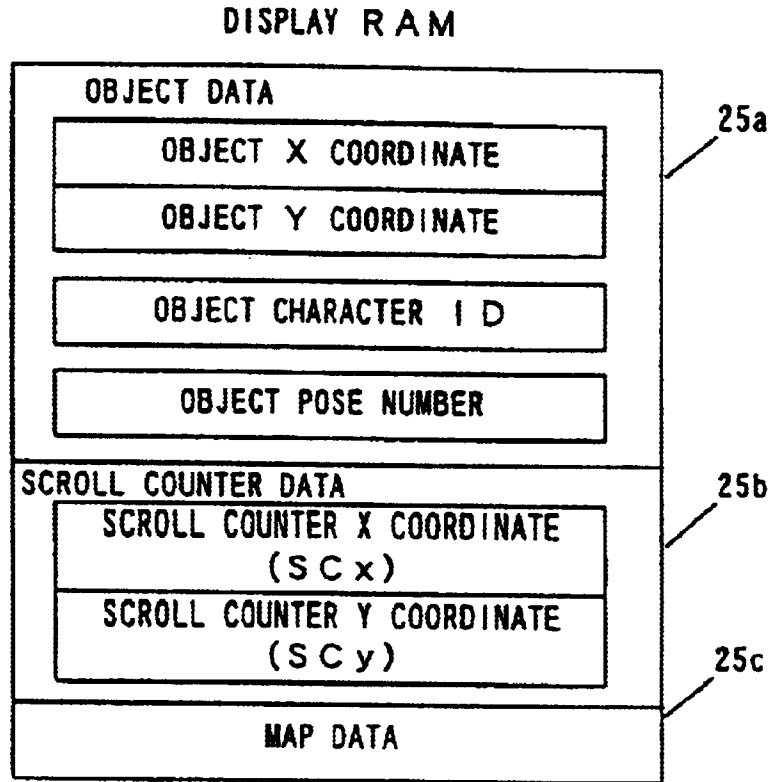 DISPLAY RAM
OBJECT DATA
25a
OBJECT X COORDINATE
OBJECT Y COORDINATE
OBJECT CHARACTER ID
OBJECT POSE NUMBER
SCROLL COUNTER DATA
25b
SCROLL COUNTER X COORDINATE
(SCx)
SCROLL COUNTER Y COORDINATE
(SCy)
25c
MAP DATA